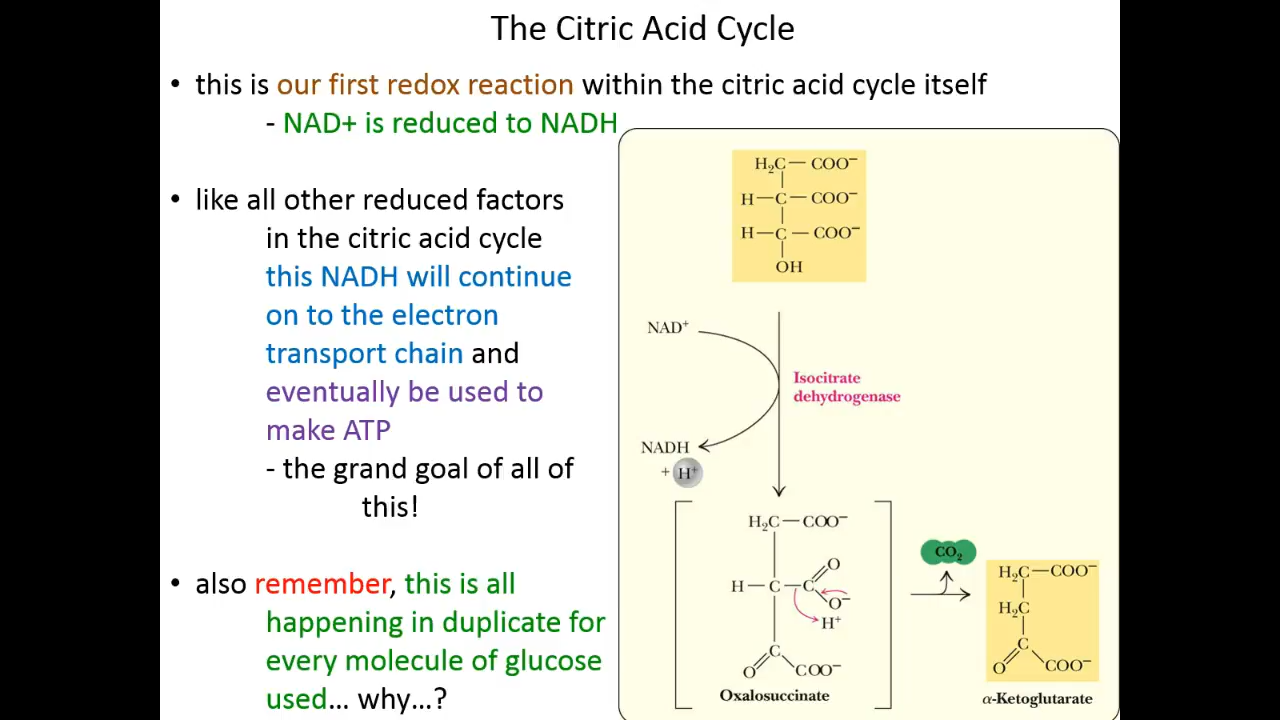 The Citric Acid Cycle
• this is our first redox reaction within the citric acid cycle itself
- NAD+ is reduced to NADH
• like all other reduced factors
in the citric acid cycle
this NADH will continue
on to the electron
transport chain and
eventually be used to
make ATP
- the grand goal of all of
this!
• also remember, this is all
happening in duplicate for
every molecule of glucose
used... why...?
H₂C—COO⁻
H—C—COO⁻
H—C—COO⁻
OH
NAD⁺
Isocitrate
dehydrogenase
NADH
+ H⁺
H₂C—COO⁻
H—C—C
O
O⁻
H⁺
C
O
COO⁻
Oxalosuccinate
CO₂
H₂C—COO⁻
H₂C
C
O
COO⁻
α-Ketoglutarate